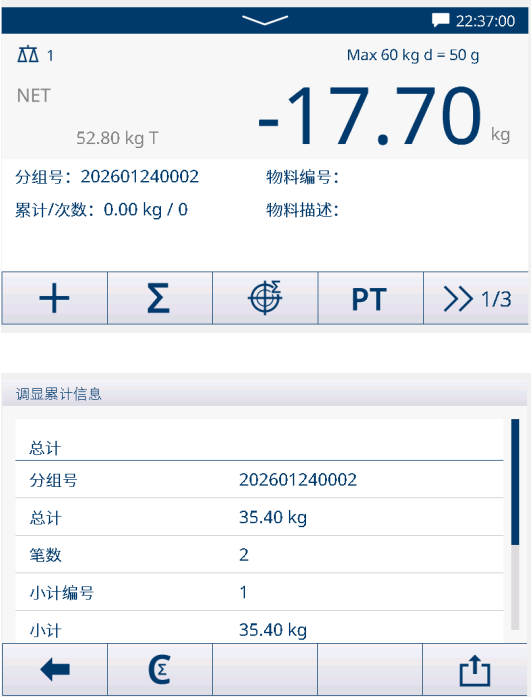 22:37:00
1 Max 60 kg d = 50 g
NET
-17.70 kg
52.80 kg T
分组号：202601240002 物料编号：
累计/次数：0.00 kg / 0 物料描述：
+ Σ Σ PT >> 1/3
调显累计信息
总计
分组号 202601240002
总计 35.40 kg
笔数 2
小计编号 1
小计 35.40 kg
C Σ